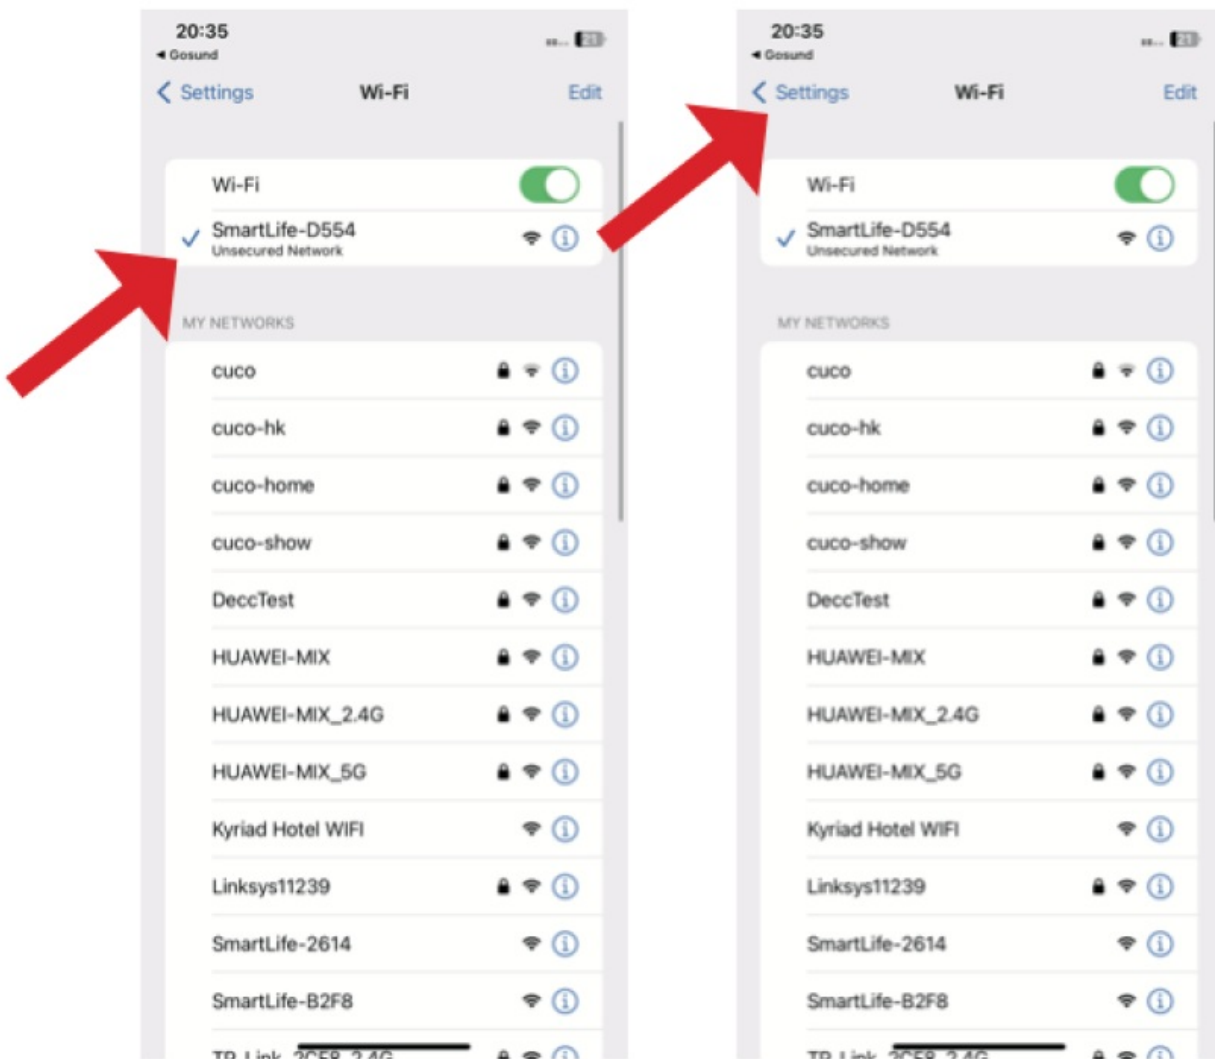 20:35
21
◀ Gosund
Settings
Wi-Fi
Edit
Wi-Fi
SmartLife-D554
Unsecured Network
MY NETWORKS
cuco
cuco-hk
cuco-home
cuco-show
DeccTest
HUAWEI-MIX
HUAWEI-MIX_2.4G
HUAWEI-MIX_5G
Kyriad Hotel WIFI
Linksys11239
SmartLife-2614
SmartLife-B2F8
20:35
21
◀ Gosund
Settings
Wi-Fi
Edit
Wi-Fi
SmartLife-D554
Unsecured Network
MY NETWORKS
cuco
cuco-hk
cuco-home
cuco-show
DeccTest
HUAWEI-MIX
HUAWEI-MIX_2.4G
HUAWEI-MIX_5G
Kyriad Hotel WIFI
Linksys11239
SmartLife-2614
SmartLife-B2F8